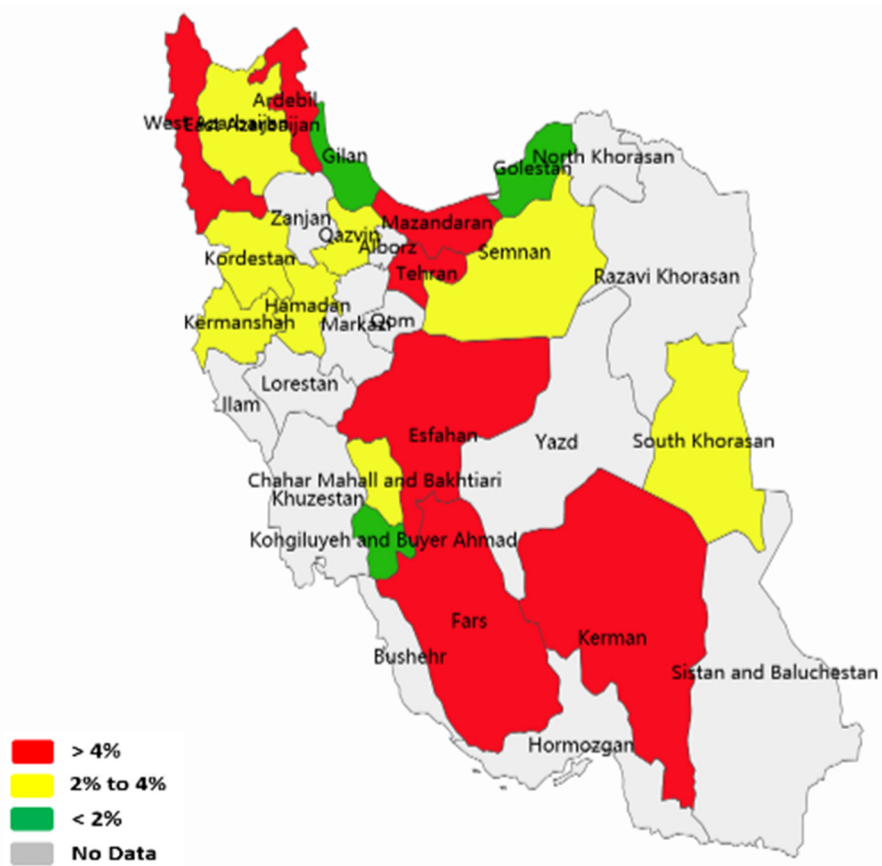 Ardebil
West Azarbaijan
East Azarbaijan
Gilan
Golestan
North Khorasan
Zanjan
Mazandaran
Qazvin
Alborz
Semnan
Kordestan
Tehran
Razavi Khorasan
Hamadan
Kermanshah
Markazi
Qom
Lorestan
Ilam
Esfahan
Yazd
South Khorasan
Chahar Mahall and Bakhtiari
Khuzestan
Kohgiluyeh and Buyer Ahmad
Fars
Kerman
Bushehr
Sistan and Baluchestan
Hormozgan
> 4%
2% to 4%
< 2%
No Data